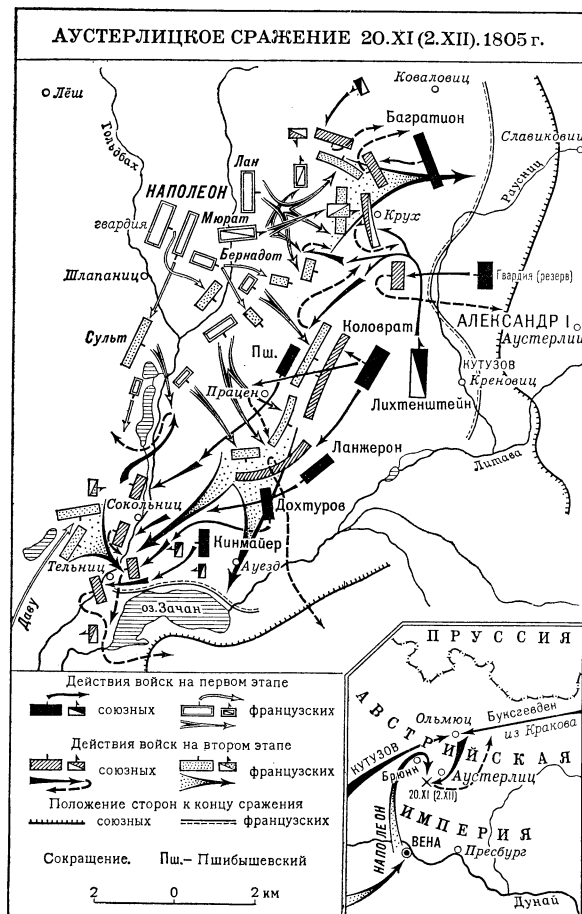 АУСТЕРЛИЦКОЕ СРАЖЕНИЕ 20.XI (2.XII). 1805 г.
Коваловиц
Лёш
Багратион
Славиковиц
Гольдбах
Лан
Раусниц
НАПОЛЕОН
гвардия
Мюрат
Крух
Бернадот
Шлапаниц
Гвардия (резерв)
АЛЕКСАНДР I
Аустерлиц
Сульт
Коловрат
Пш.
КУТУЗОВ
Креновиц
Працен
Лихтенштейн
Ланжерон
Литава
Сокольниц
Дохтуров
Кинмайер
Тельниц
Ауезд
Даву
оз. Зачан
Действия войск на первом этапе
союзных французских
Действия войск на втором этапе
союзных французских
Положение сторон к концу сражения
союзных французских
Сокращение. Пш.– Пшибышевский
2 0 2 км
ПРУССИЯ
АВСТРИЙСКАЯ
ИМПЕРИЯ
Ольмюц
Буксгевден
из Кракова
КУТУЗОВ
Брюнн
Аустерлиц
20.XI (2.XII)
НАПОЛЕОН
ВЕНА
Пресбург
Дунай